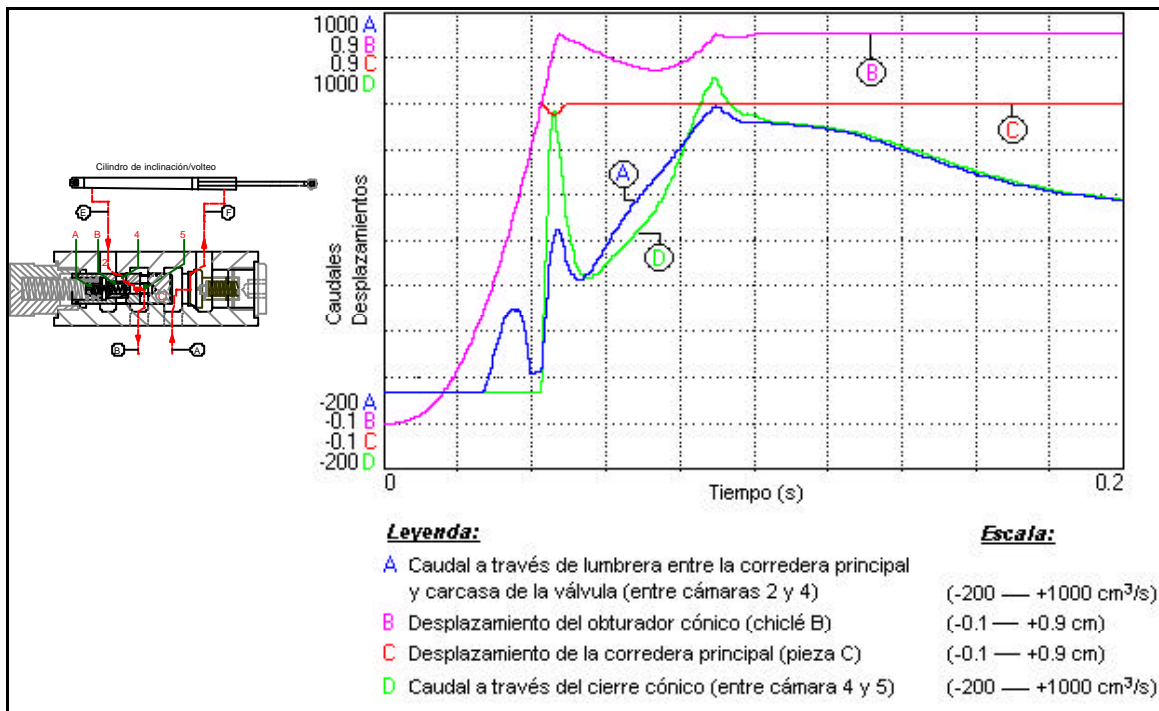 1000 A
0.9 B
0.9 C
1000 D
Caudales
Desplazamientos
-200 A
-0.1 B
-0.1 C
-200 D
0
Tiempo (s)
0.2
B
C
A
D
Cilindro de inclinación/volteo
E
F
A
B
4
5
2
B
A
Leyenda:
Escala:
A Caudal a través de lumbrera entre la corredera principal
y carcasa de la válvula (entre cámaras 2 y 4)
(-200 — +1000 cm³/s)
B Desplazamiento del obturador cónico (chiclé B)
(-0.1 — +0.9 cm)
C Desplazamiento de la corredera principal (pieza C)
(-0.1 — +0.9 cm)
D Caudal a través del cierre cónico (entre cámara 4 y 5)
(-200 — +1000 cm³/s)